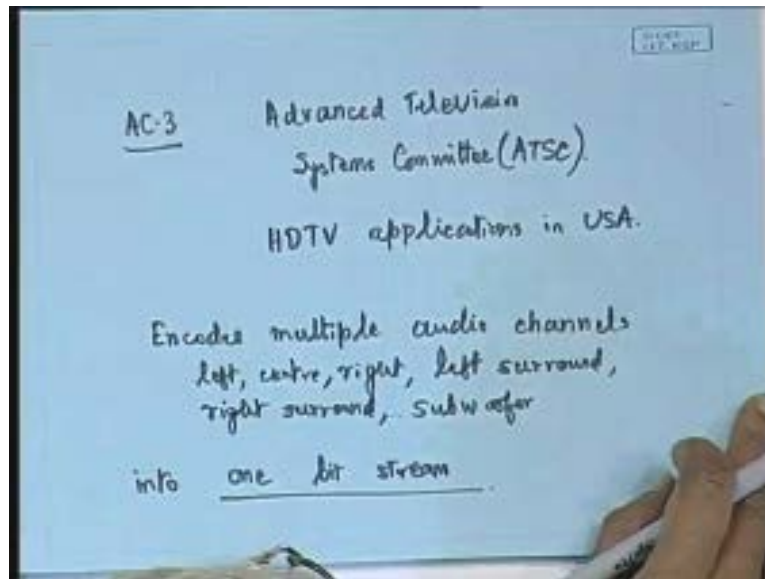 AC-3 Advanced Television
Systems Committee (ATSC).
HDTV applications in USA.
Encodes multiple audio channels
left, centre, right, left surround,
right surround, subwoofer
into one bit stream.